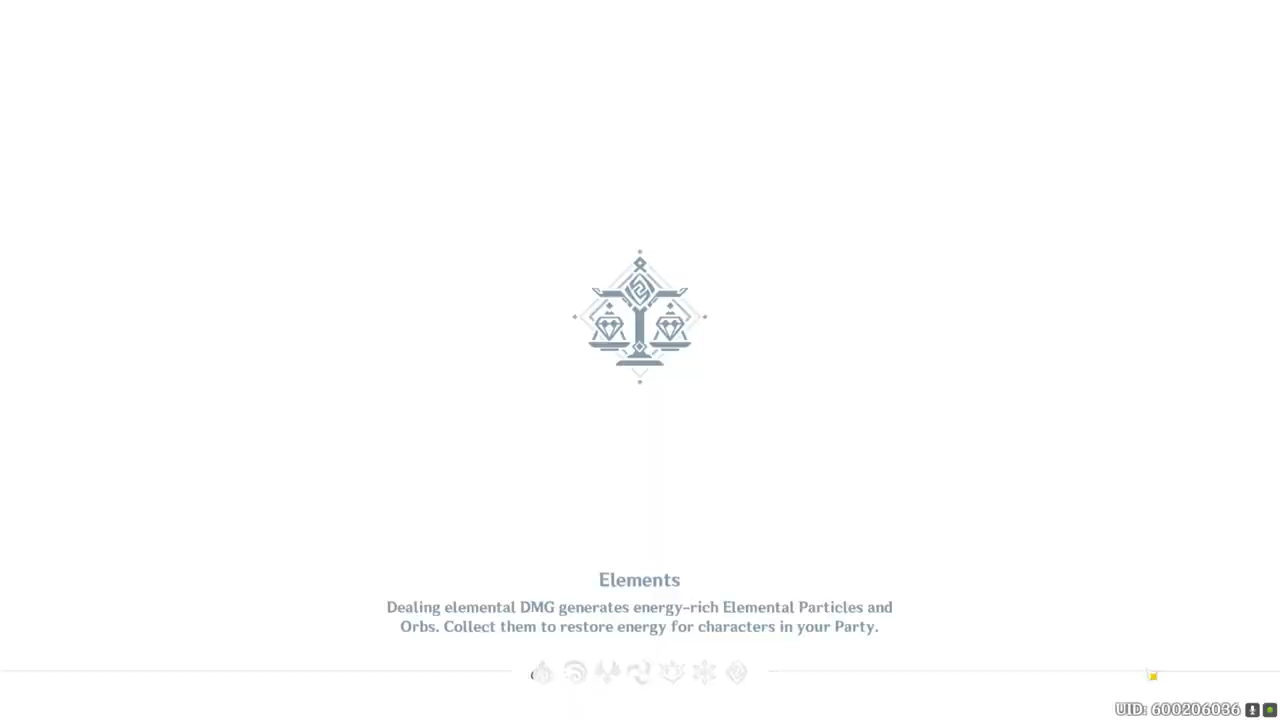 Elements
Dealing elemental DMG generates energy-rich Elemental Particles and
Orbs. Collect them to restore energy for characters in your Party.
UID: 600206036